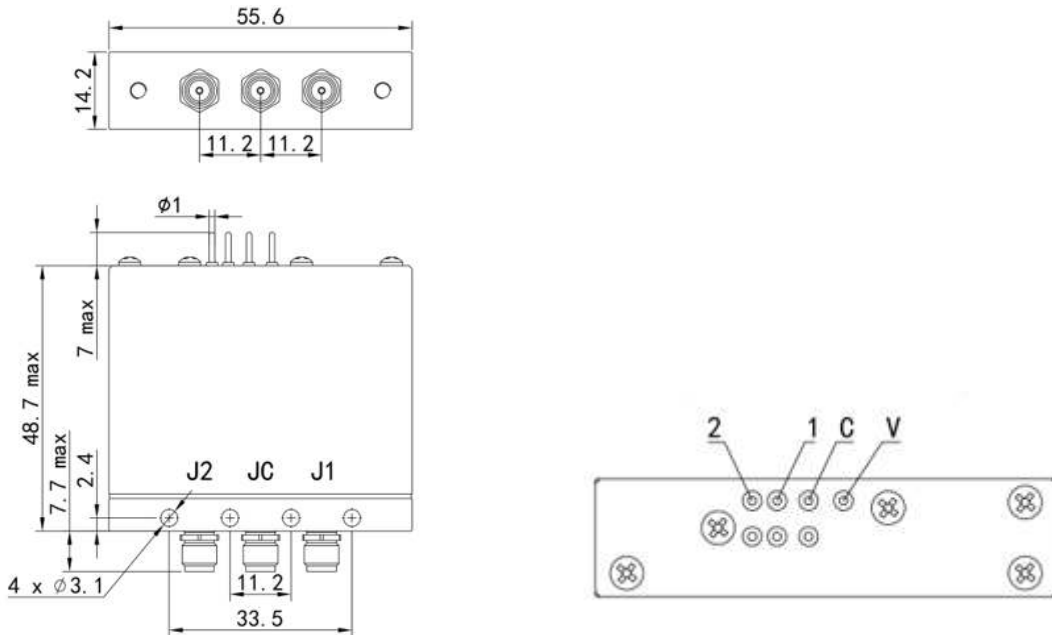 55.6
14.2
11.2 11.2
ϕ1
7 max
48.7 max
7.7 max
2.4
J2 JC J1
4 x ϕ3.1
11.2
33.5
2 1 C V